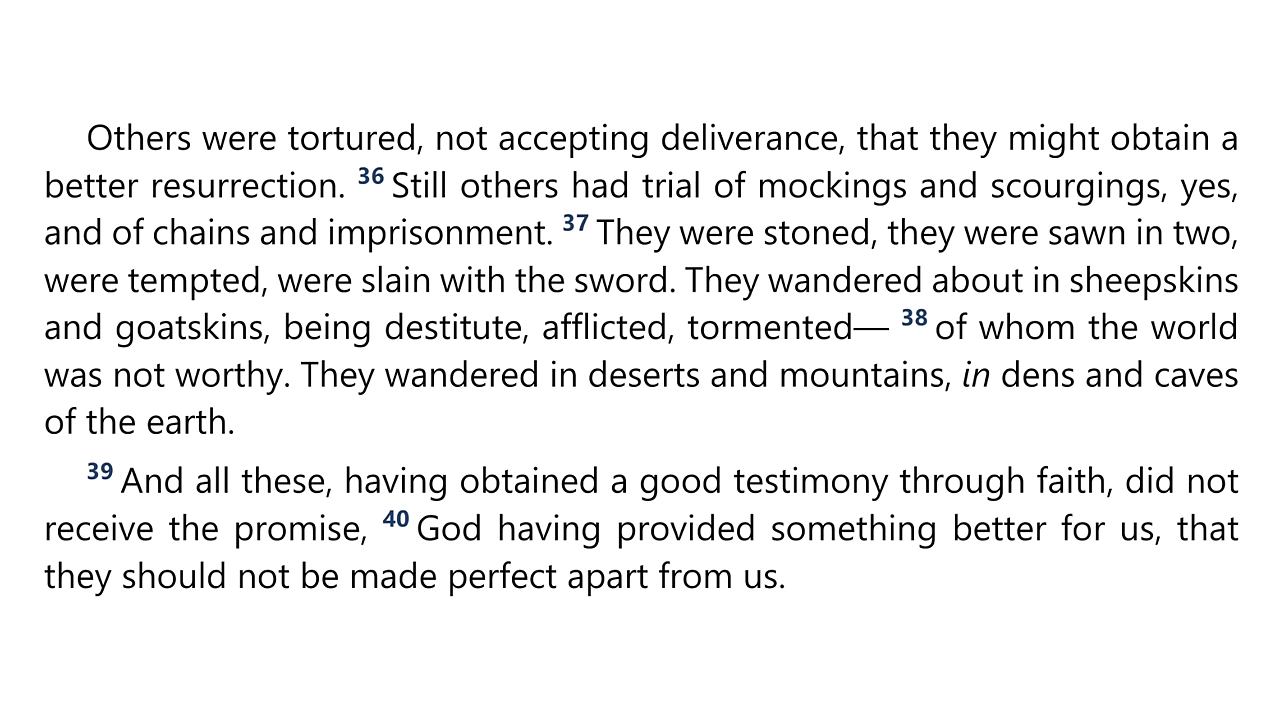 Others were tortured, not accepting deliverance, that they might obtain a
better resurrection. 36 Still others had trial of mockings and scourgings, yes,
and of chains and imprisonment. 37 They were stoned, they were sawn in two,
were tempted, were slain with the sword. They wandered about in sheepskins
and goatskins, being destitute, afflicted, tormented— 38 of whom the world
was not worthy. They wandered in deserts and mountains, in dens and caves
of the earth.
39 And all these, having obtained a good testimony through faith, did not
receive the promise, 40 God having provided something better for us, that
they should not be made perfect apart from us.